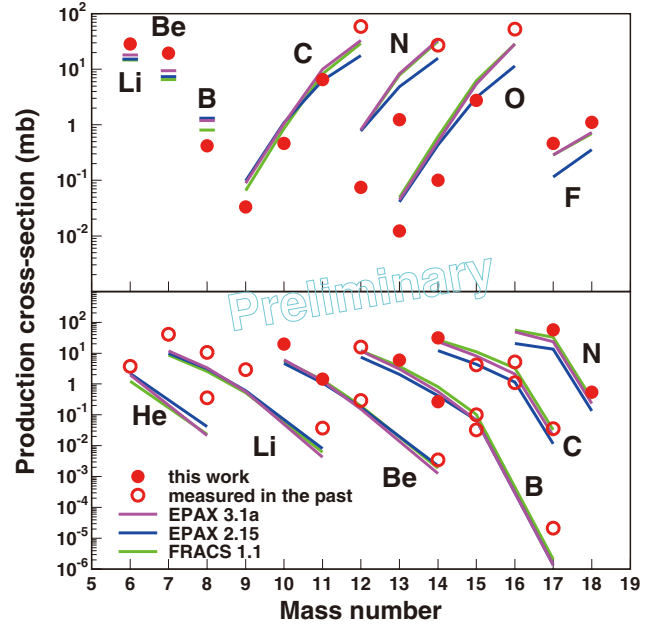 Production cross-section (mb)
10²
10
1
10⁻¹
10⁻²
Li
Be
B
C
N
O
F
Preliminary
10²
10
1
10⁻¹
10⁻²
10⁻³
10⁻⁴
10⁻⁵
10⁻⁶
He
Li
Be
B
C
N
this work
measured in the past
EPAX 3.1a
EPAX 2.15
FRACS 1.1
5 6 7 8 9 10 11 12 13 14 15 16 17 18 19
Mass number